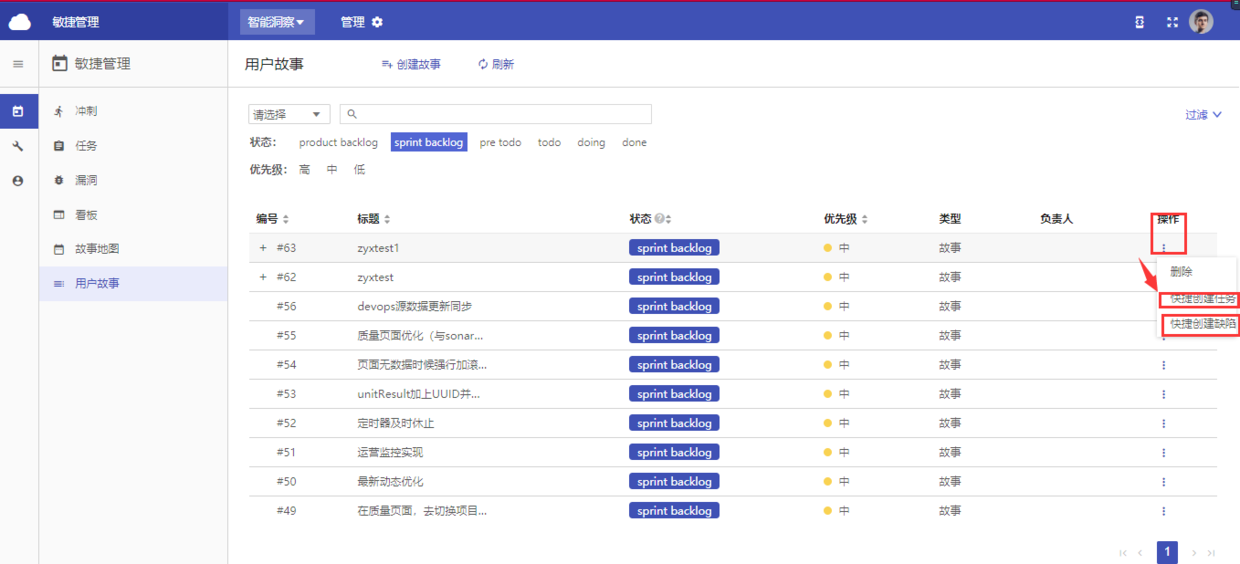 敏捷管理 智能洞察 管理
敏捷管理
用户故事 创建故事 刷新
冲刺
任务
漏洞
看板
故事地图
用户故事
请选择 过滤
状态: product backlog sprint backlog pre todo todo doing done
优先级: 高 中 低
编号 标题 状态 优先级 类型 负责人 操作
+ #63 zyxtest1 sprint backlog 中 故事
+ #62 zyxtest sprint backlog 中 故事
#56 devops源数据更新同步 sprint backlog 中 故事
#55 质量页面优化（与sonar... sprint backlog 中 故事
#54 页面无数据时候强行加滚... sprint backlog 中 故事
#53 unitResult加上UUID并... sprint backlog 中 故事
#52 定时器及时休止 sprint backlog 中 故事
#51 运营监控实现 sprint backlog 中 故事
#50 最新动态优化 sprint backlog 中 故事
#49 在质量页面，去切换项目... sprint backlog 中 故事
删除
快捷创建任务
快捷创建缺陷
1